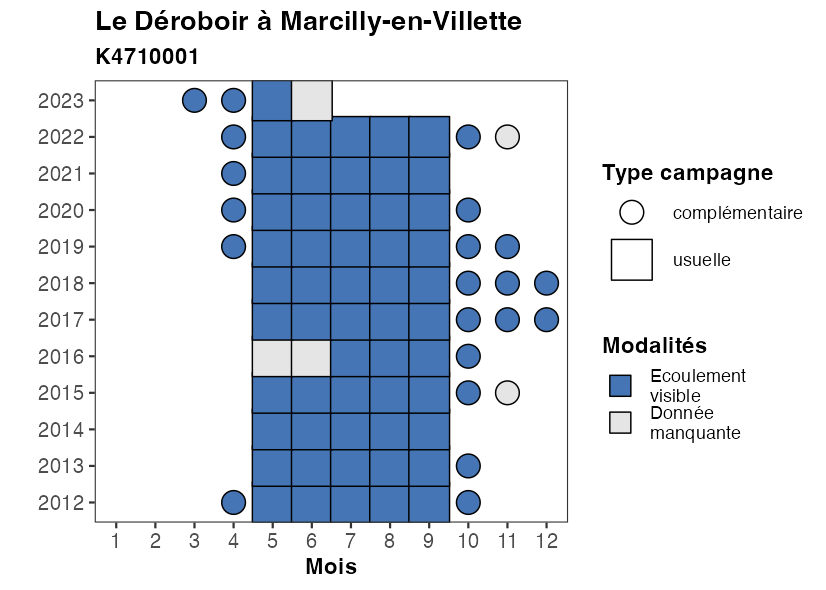 Le Déroboir à Marcilly-en-Villette
K4710001
2023
2022
2021
2020
2019
2018
2017
2016
2015
2014
2013
2012
1 2 3 4 5 6 7 8 9 10 11 12
Mois
Type campagne
complémentaire
usuelle
Modalités
Ecoulement
visible
Donnée
manquante